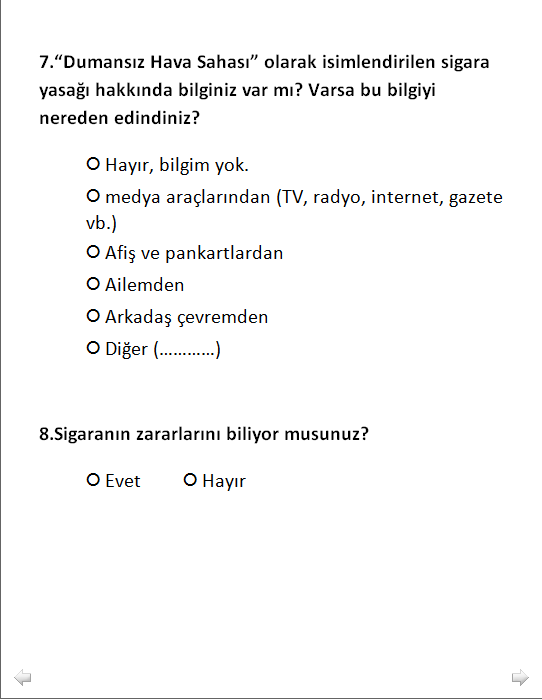 7.“Dumansız Hava Sahası” olarak isimlendirilen sigara
yasağı hakkında bilginiz var mı? Varsa bu bilgiyi
nereden edindiniz?
O Hayır, bilgim yok.
O medya araçlarından (TV, radyo, internet, gazete
vb.)
O Afiş ve pankartlardan
O Ailemden
O Arkadaş çevremden
O Diğer (............)
8.Sigaranın zararlarını biliyor musunuz?
O Evet O Hayır